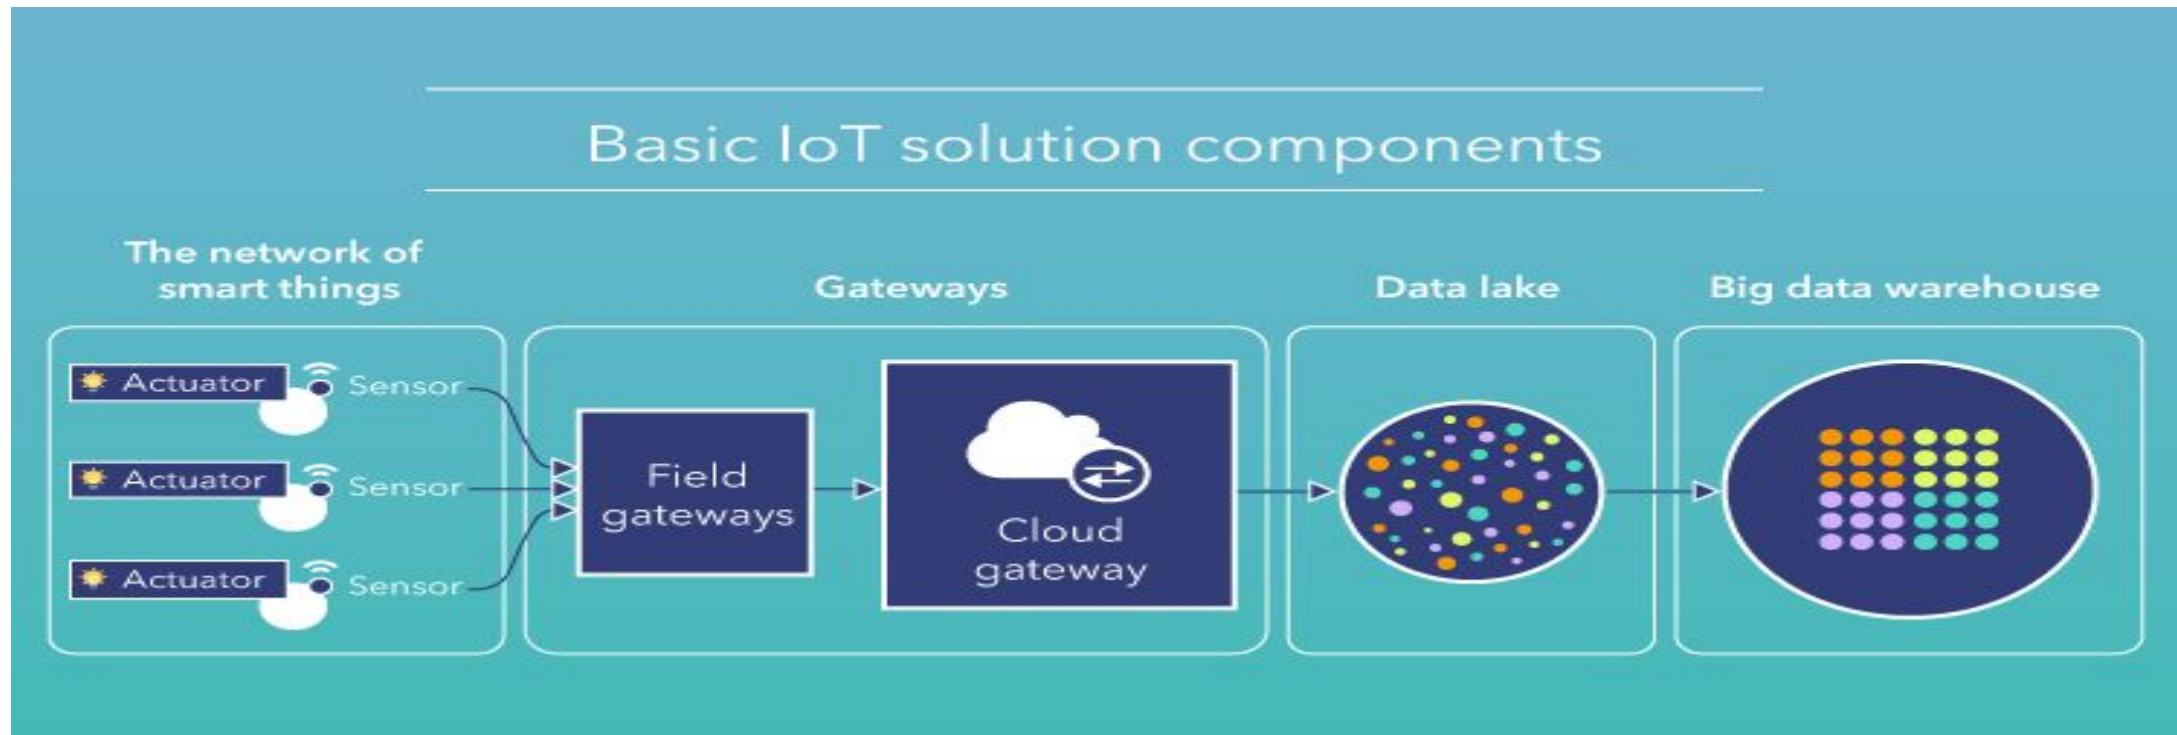 Basic IoT solution components
The network of
smart things
Gateways
Data lake
Big data warehouse
Actuator
Sensor
Actuator
Sensor
Actuator
Sensor
Field
gateways
Cloud
gateway